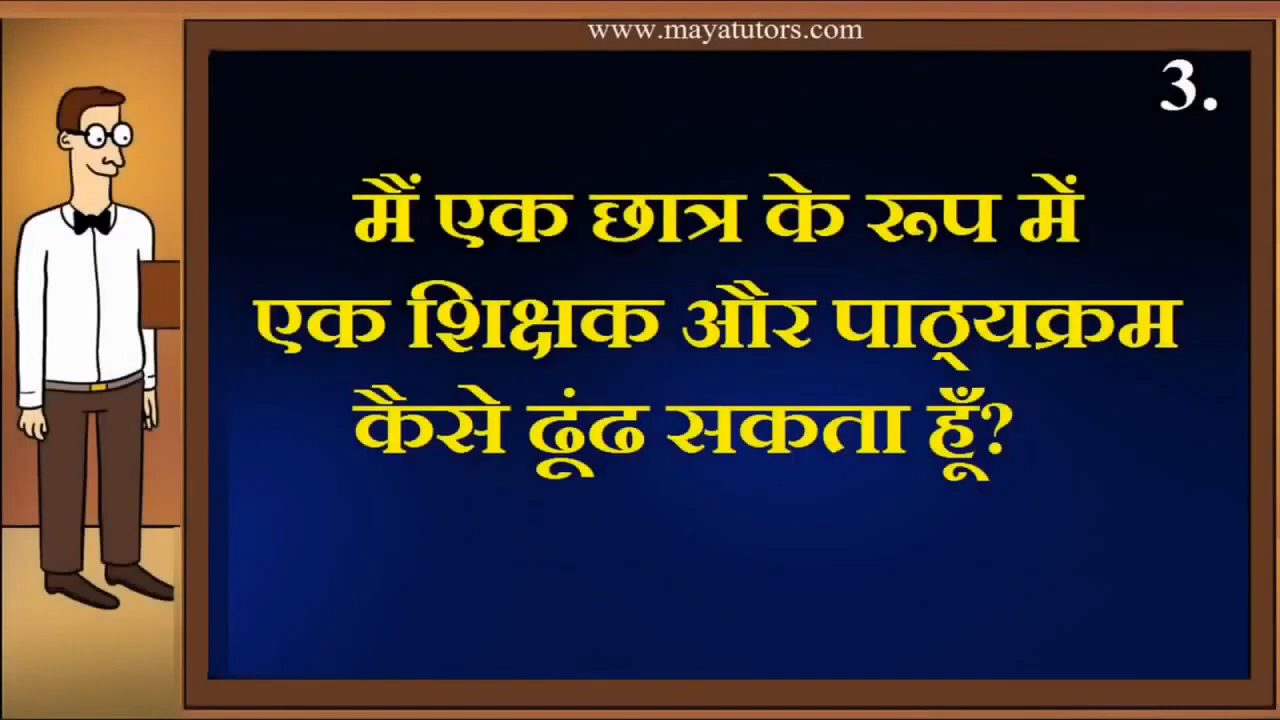 www.mayatutors.com
3.
मैं एक छात्र के रूप में
एक शिक्षक और पाठ्यक्रम
कैसे ढूंढ सकता हूँ?